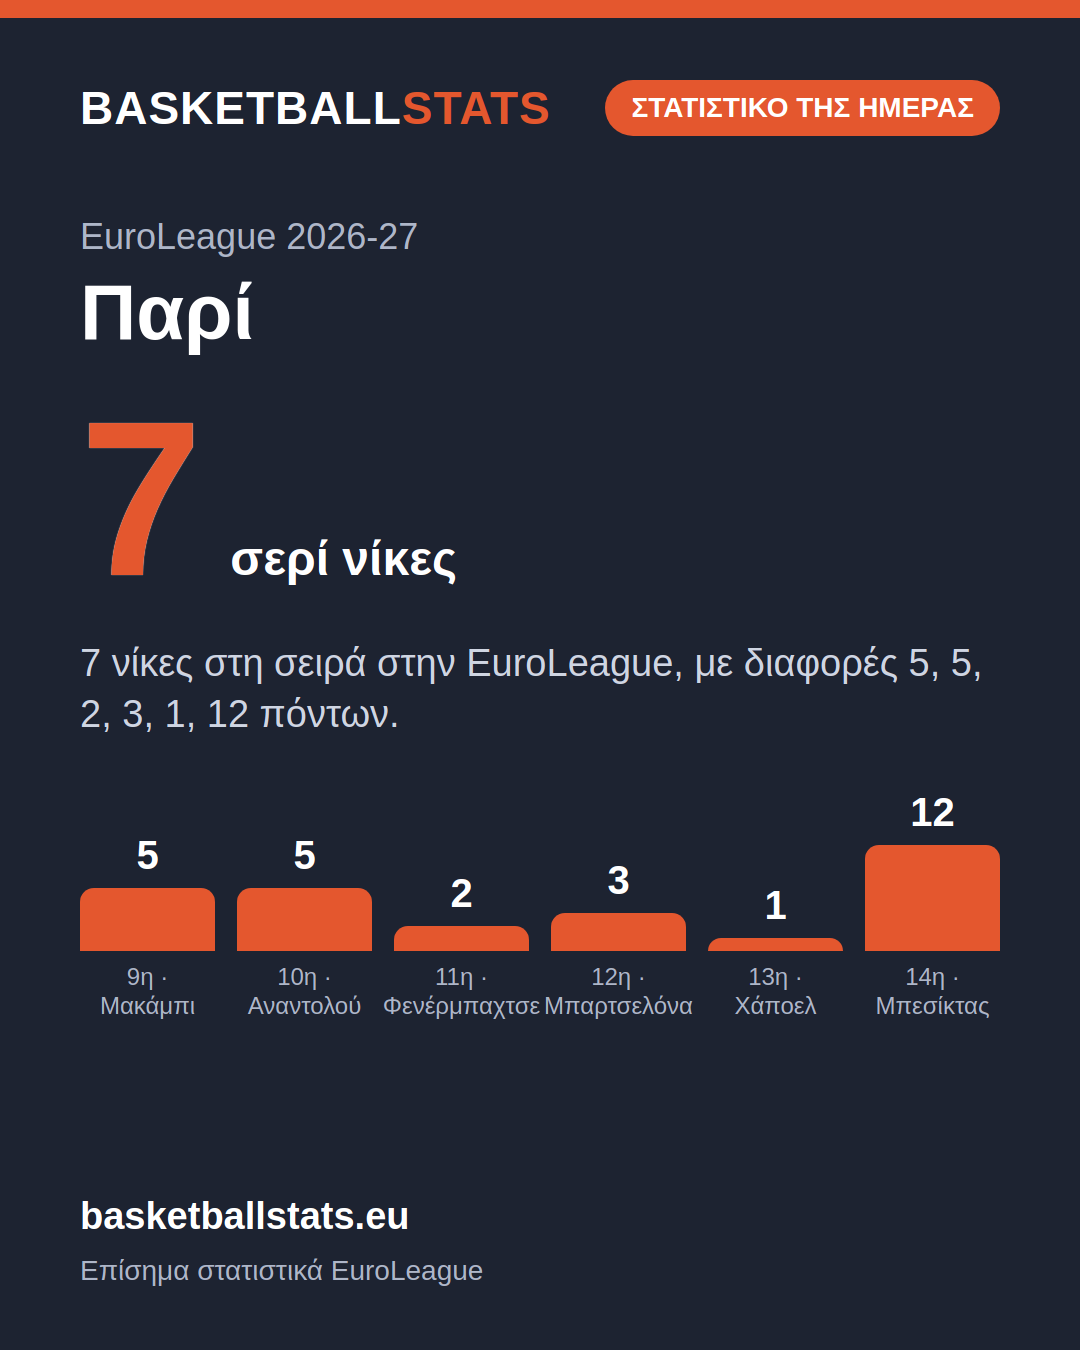 BASKETBALLSTATS
ΣΤΑΤΙΣΤΙΚΟ ΤΗΣ ΗΜΕΡΑΣ
EuroLeague 2026-27
Παρί
7 σερί νίκες
7 νίκες στη σειρά στην EuroLeague, με διαφορές 5, 5,
2, 3, 1, 12 πόντων.
5
5
2
3
1
12
9η ·
Μακάμπι
10η ·
Αναντολού
11η ·
Φενέρμπαχτσε
12η ·
Μπαρτσελόνα
13η ·
Χάποελ
14η ·
Μπεσίκτας
basketballstats.eu
Επίσημα στατιστικά EuroLeague